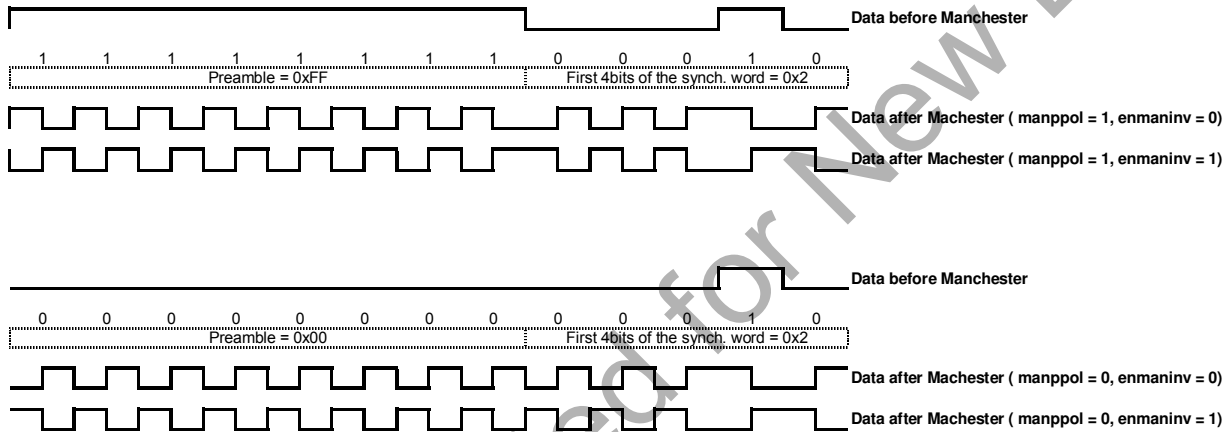 Data before Manchester
1 1 1 1 1 1 1 1 0 0 0 1 0
Preamble = 0xFF First 4bits of the synch. word = 0x2
Data after Machester ( manppol = 1, enmaninv = 0)
Data after Machester ( manppol = 1, enmaninv = 1)
Data before Manchester
0 0 0 0 0 0 0 0 0 0 0 1 0
Preamble = 0x00 First 4bits of the synch. word = 0x2
Data after Machester ( manppol = 0, enmaninv = 0)
Data after Machester ( manppol = 0, enmaninv = 1)
for New